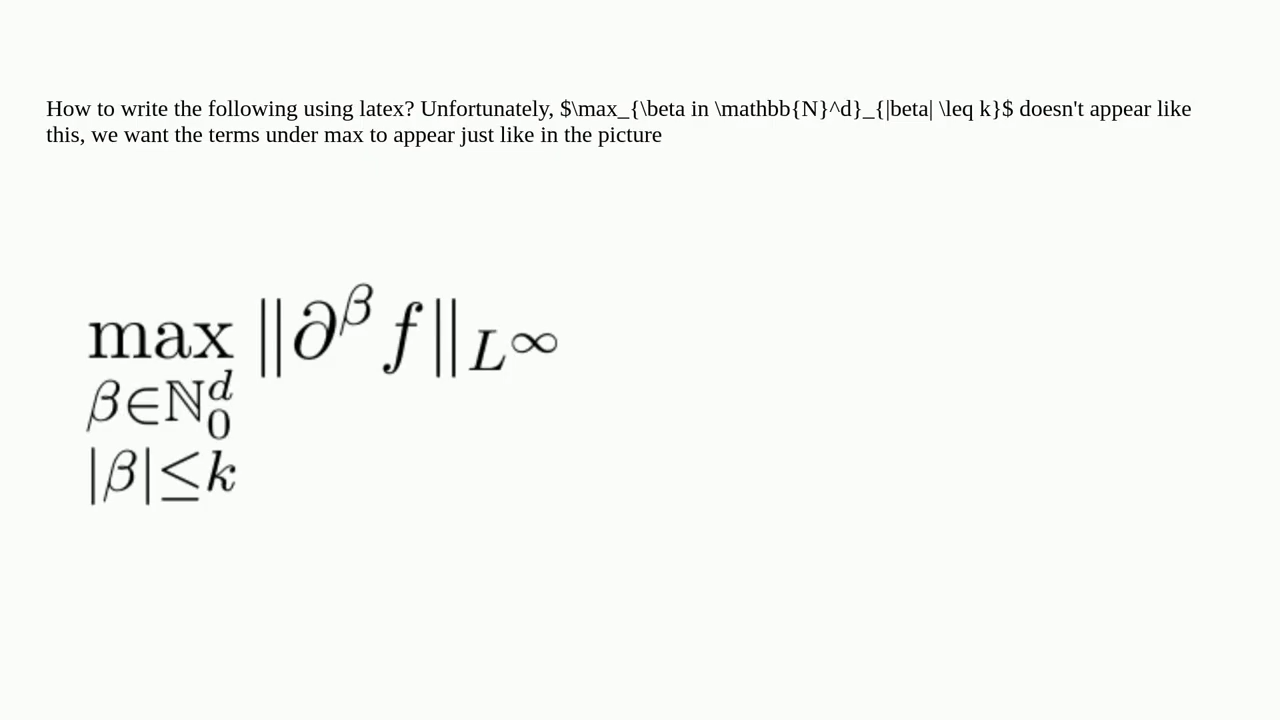 How to write the following using latex? Unfortunately, $\max_{\beta in \mathbb{N}^d}_{|beta| \leq k}$ doesn't appear like
this, we want the terms under max to appear just like in the picture
max ‖∂^β f‖_{L^∞}
β∈ℕ₀^d
|β|≤k